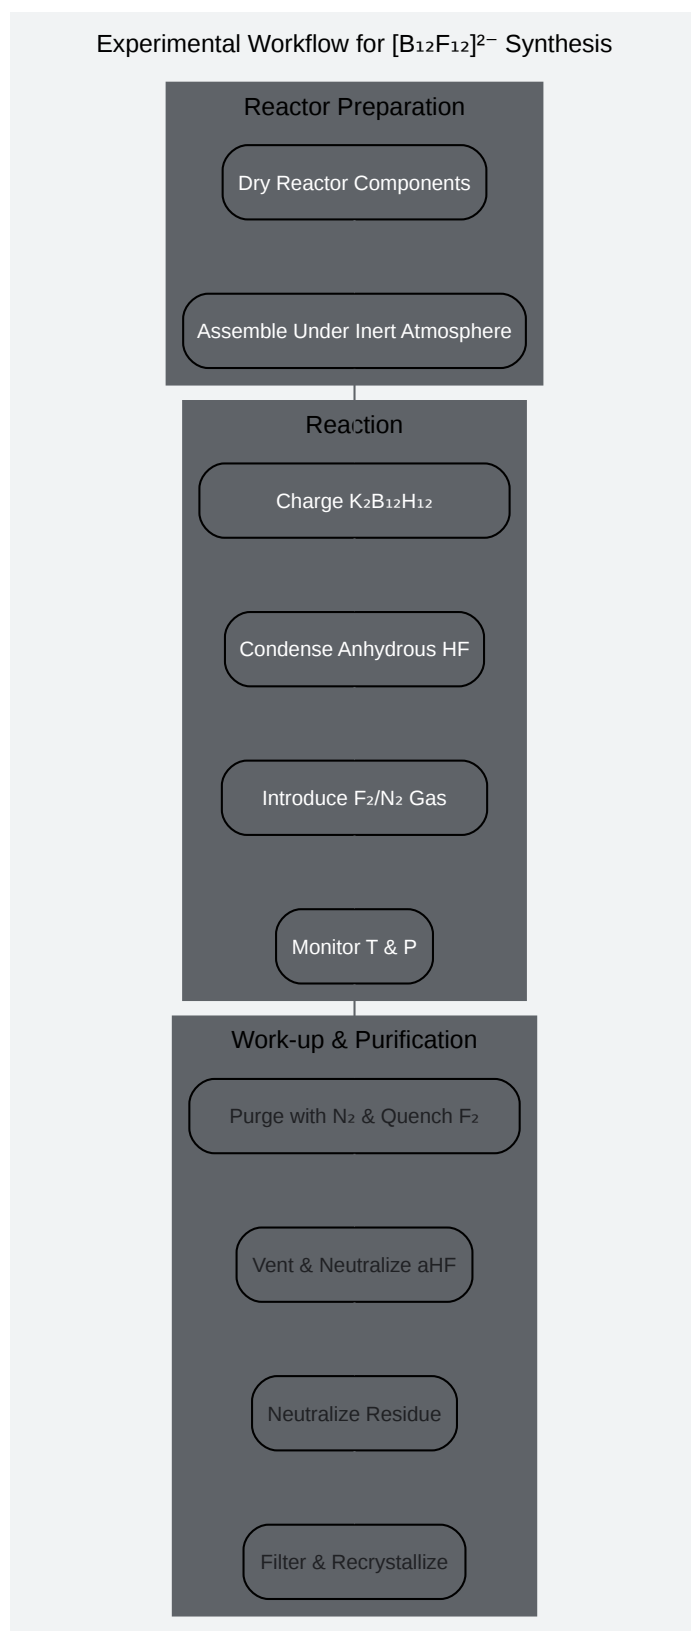 Experimental Workflow for [B₁₂F₁₂]²⁻ Synthesis
Reactor Preparation
Dry Reactor Components
Assemble Under Inert Atmosphere
Reaction
Charge K₂B₁₂H₁₂
Condense Anhydrous HF
Introduce F₂/N₂ Gas
Monitor T & P
Work-up & Purification
Purge with N₂ & Quench F₂
Vent & Neutralize aHF
Neutralize Residue
Filter & Recrystallize